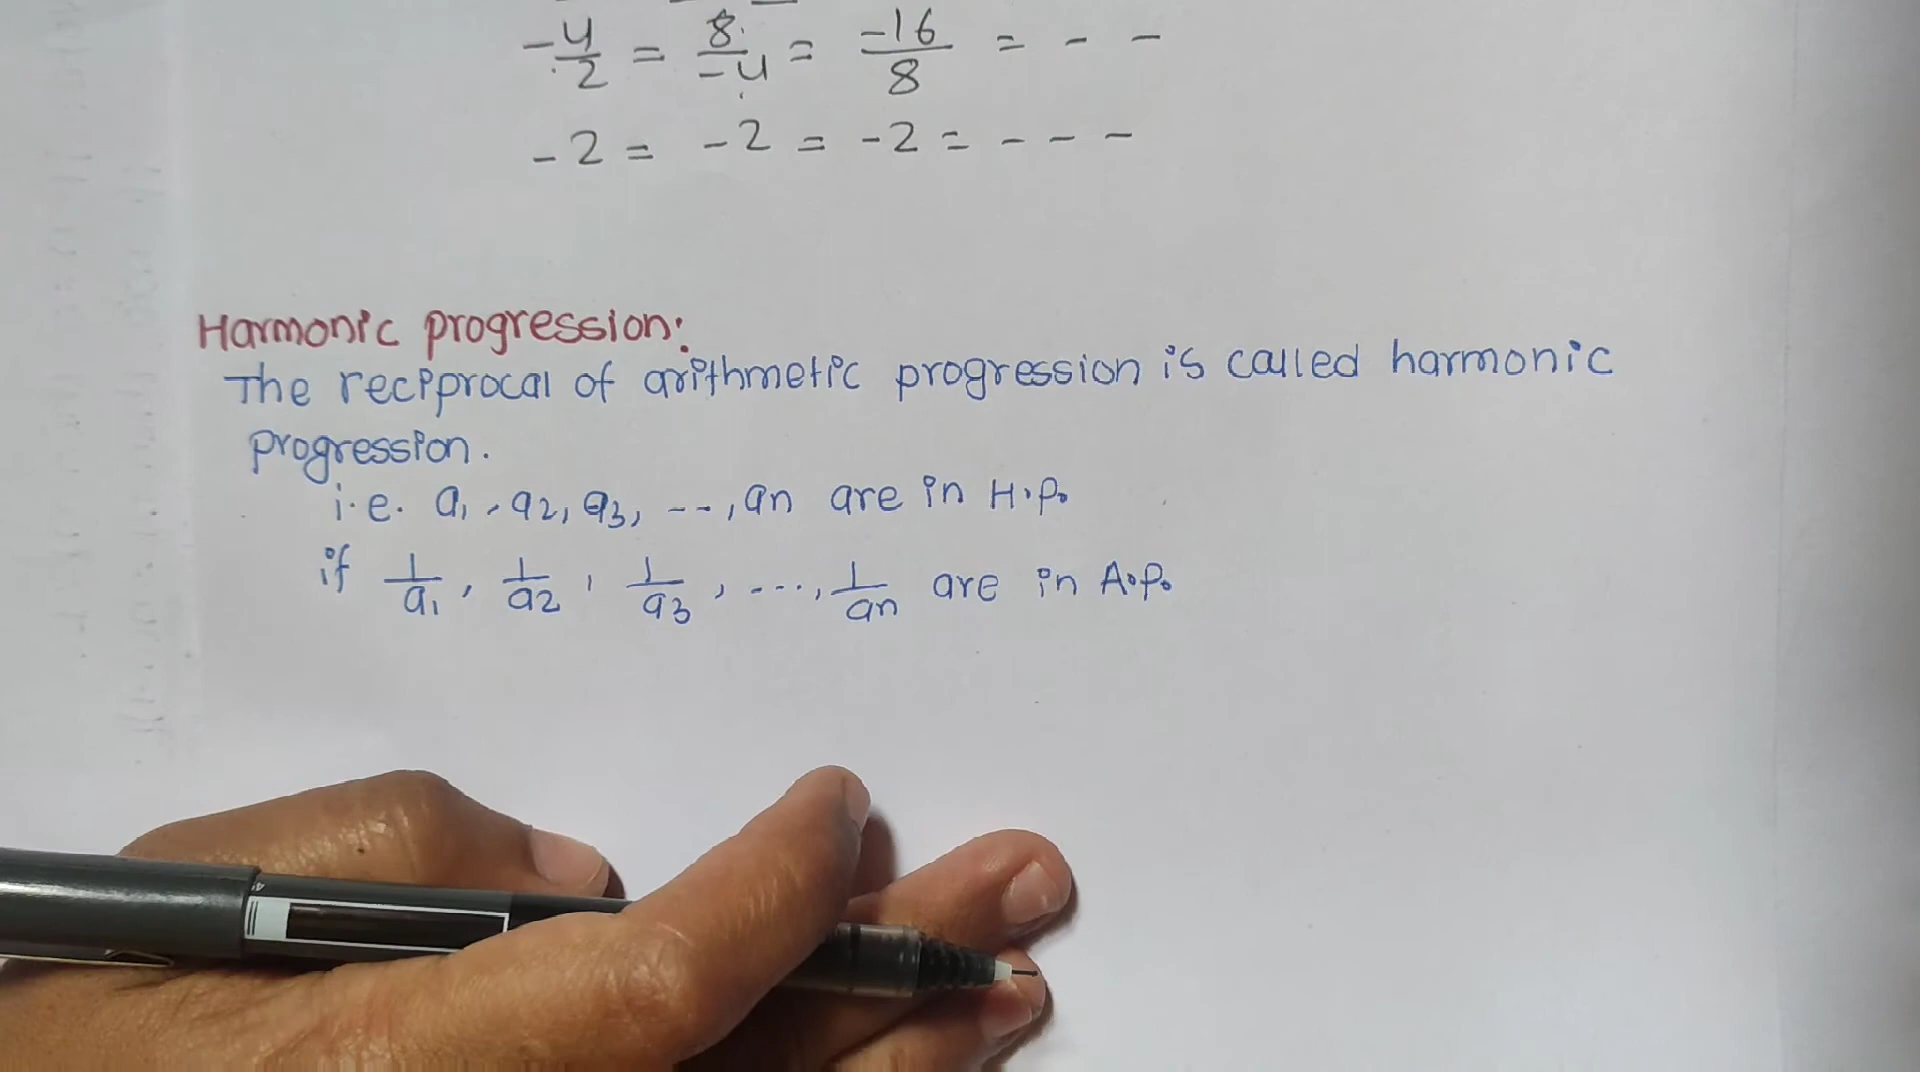 -4/2 = 8/-4 = -16/8 = - -
-2 = -2 = -2 = - - -
Harmonic progression:
The reciprocal of arithmetic progression is called harmonic
progression.
i.e. a1, a2, a3, --, an are in H.P.
if 1/a1, 1/a2, 1/a3, ..., 1/an are in A.P.